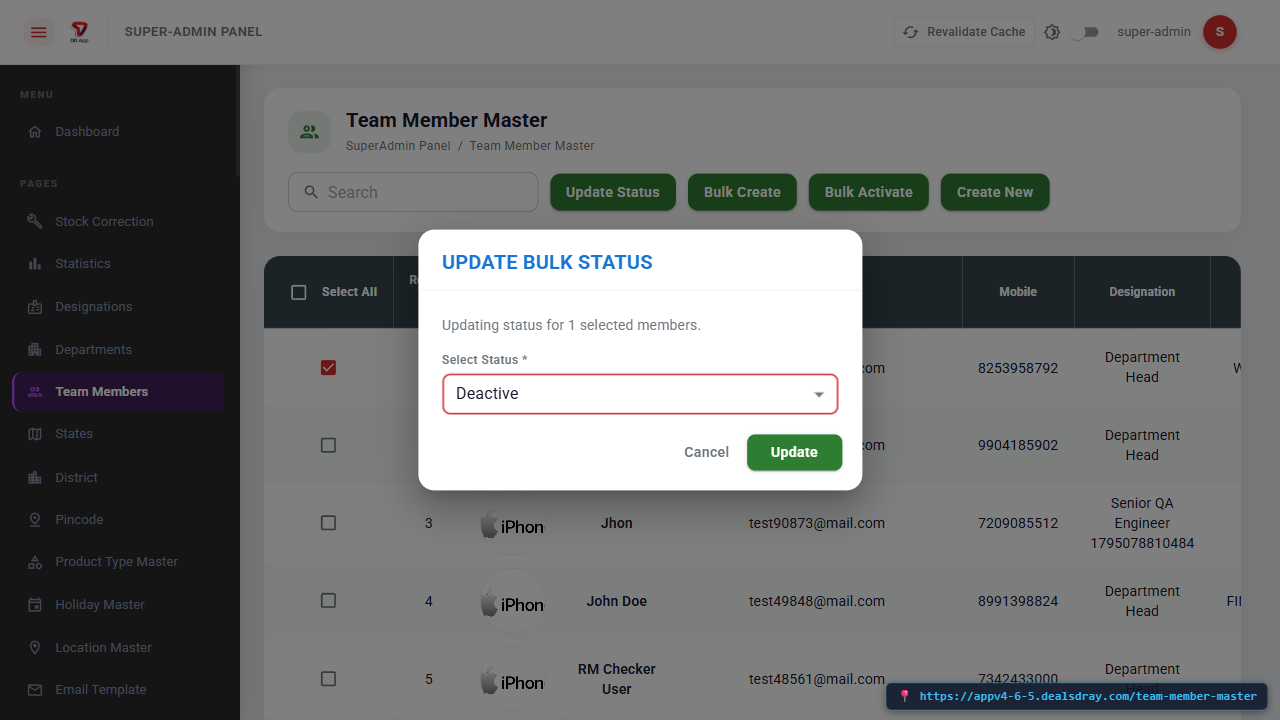 SUPER-ADMIN PANEL
Revalidate Cache
super-admin
S
MENU
Dashboard
PAGES
Stock Correction
Statistics
Designations
Departments
Team Members
States
District
Pincode
Product Type Master
Holiday Master
Location Master
Email Template
Team Member Master
SuperAdmin Panel / Team Member Master
Search
Update Status
Bulk Create
Bulk Activate
Create New
Select All
Mobile
Designation
UPDATE BULK STATUS
Updating status for 1 selected members.
Select Status *
Deactive
Cancel
Update
com
8253958792
Department
Head
W
com
9904185902
Department
Head
3
iPhon
Jhon
test90873@mail.com
7209085512
Senior QA
Engineer
1795078810484
4
iPhon
John Doe
test49848@mail.com
8991398824
Department
Head
FII
5
iPhon
RM Checker
User
test48561@mail.com
7342433000
Department
https://appv4-6-5.dealsdray.com/team-member-master